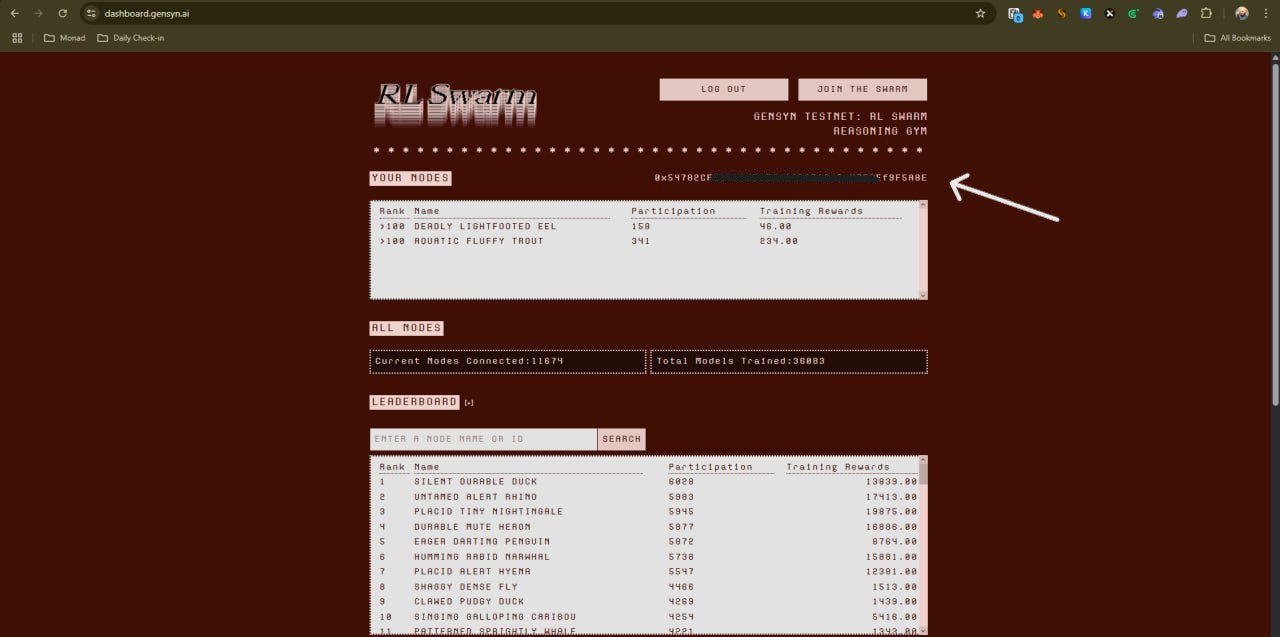 dashboard.gensyn.ai
Monad
Daily Check-in
All Bookmarks
RL Swarm
LOG OUT
JOIN THE SWARM
GENSYN TESTNET: RL SWARM
REASONING GYM
* * * * * * * * * * * * * * * * * * * * * * * * * * * * * * * * * * * * * *
YOUR NODES
0x54782CF
Ef9F5A8E
Rank Name Participation Training Rewards
>100 DEADLY LIGHTFOOTED EEL 158 46.00
>100 AQUATIC FLUFFY TROUT 341 234.00
ALL NODES
Current Nodes Connected:11674
Total Models Trained:36083
LEADERBOARD [+]
ENTER A NODE NAME OR ID
SEARCH
Rank Name Participation Training Rewards
1 SILENT DURABLE DUCK 6028 13839.00
2 UNTAMED ALERT RHINO 5983 17413.00
3 PLACID TINY NIGHTINGALE 5945 19875.00
4 DURABLE MUTE HERON 5877 16886.00
5 EAGER DARTING PENGUIN 5872 8764.00
6 HUMMING RABID NARWHAL 5738 15881.00
7 PLACID ALERT HYENA 5547 12381.00
8 SHAGGY DENSE FLY 4466 1513.00
9 CLAWED PUDGY DUCK 4269 1439.00
10 SINGING GALLOPING CARIBOU 4254 5416.00
11 PATTERNED SPRIGHTLY WHALE 4221 1343.00